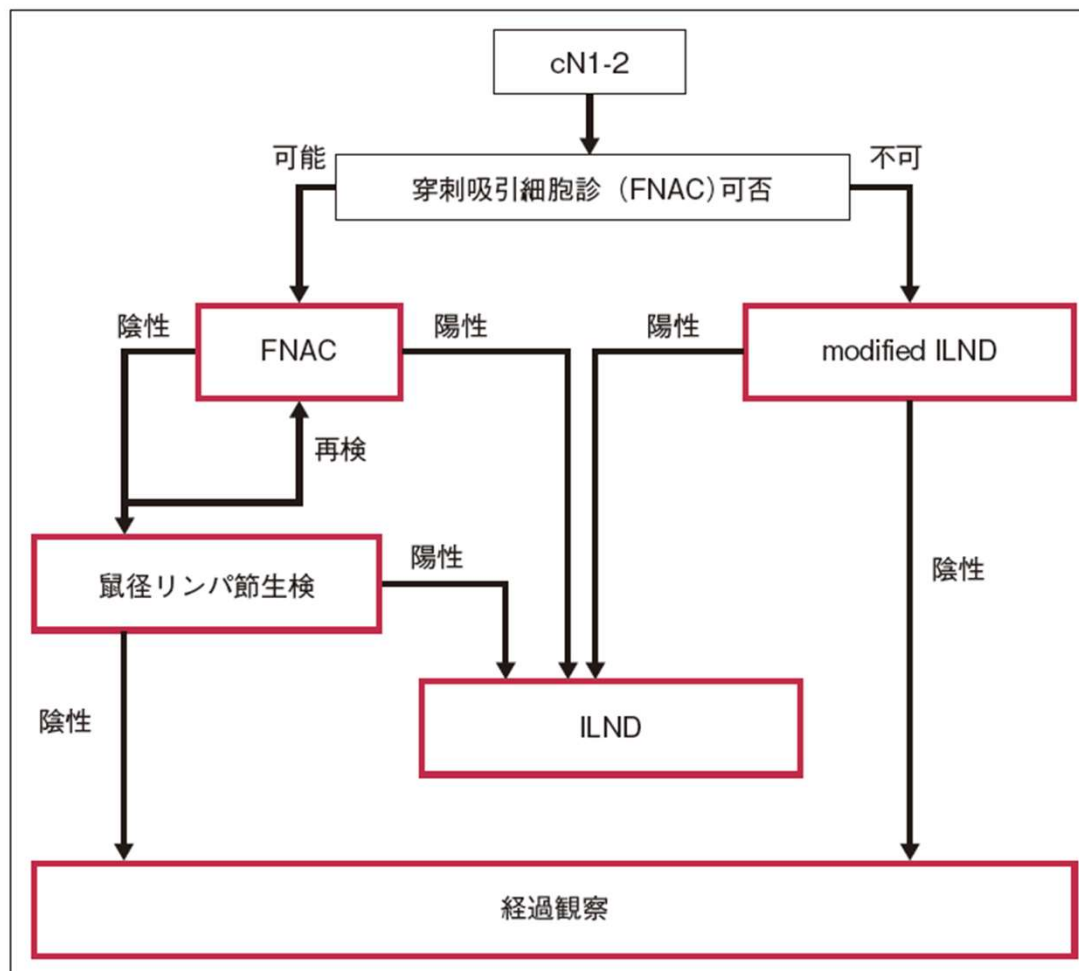 cN1-2
可能
不可
穿刺吸引細胞診（FNAC）可否
陰性
FNAC
陽性
陽性
modified ILND
再検
鼠径リンパ節生検
陽性
陰性
陰性
ILND
経過観察